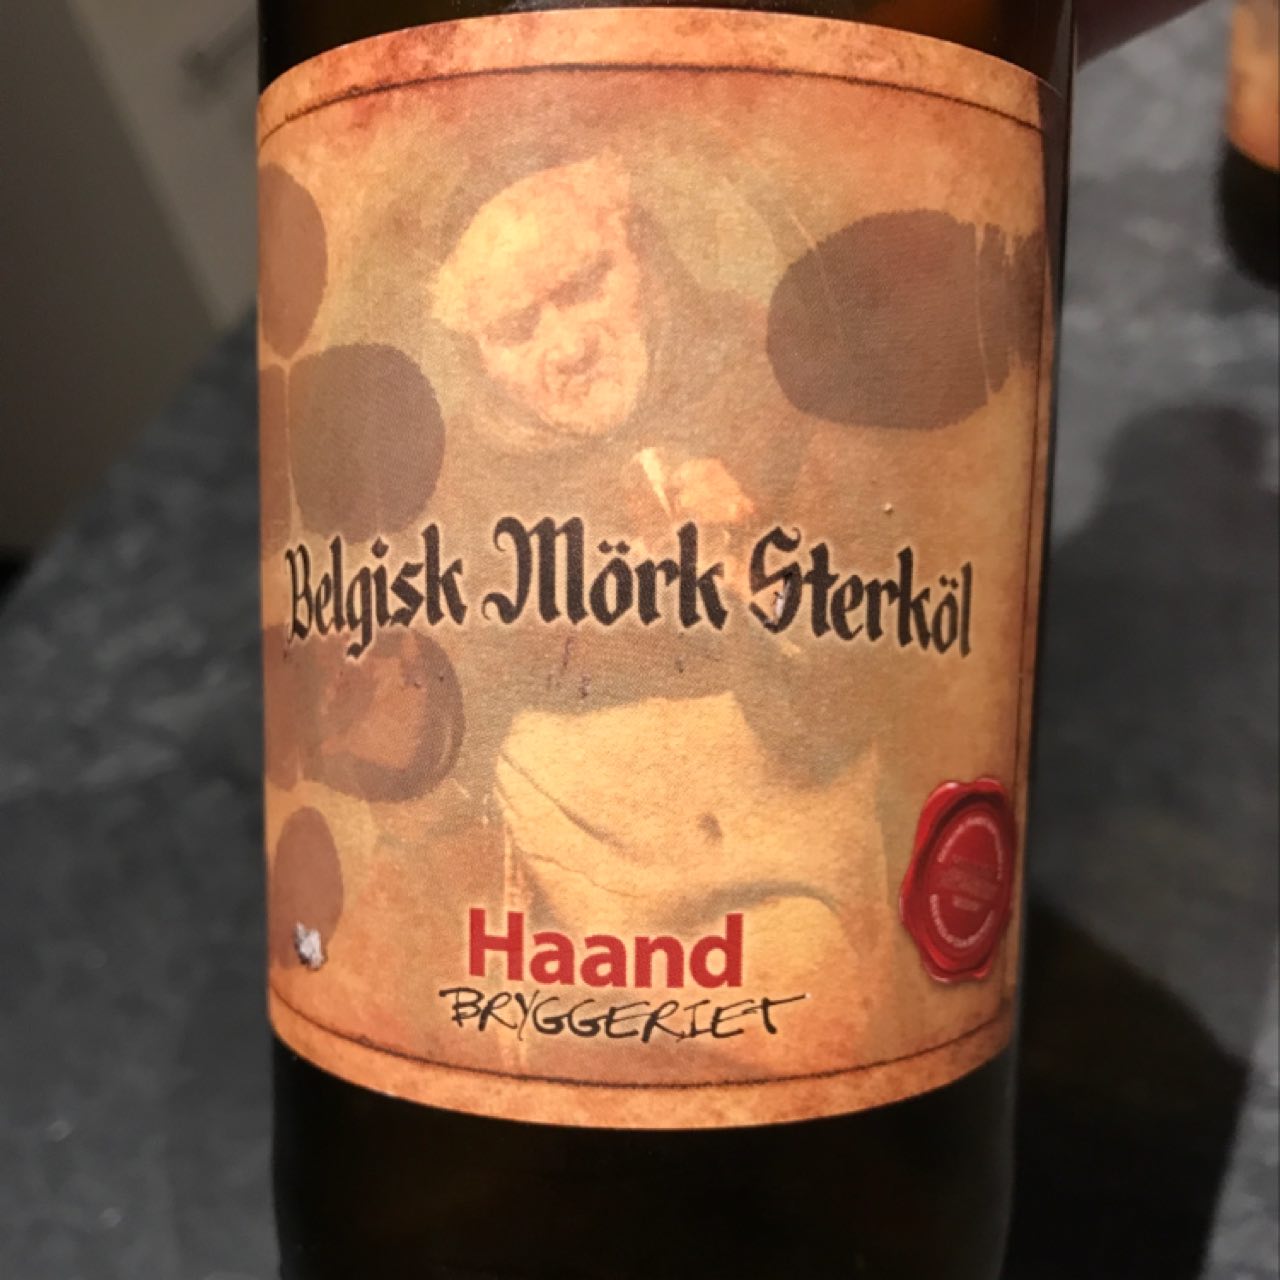 Belgisk Mörk Sterköl
Haand
BRYGGERIET